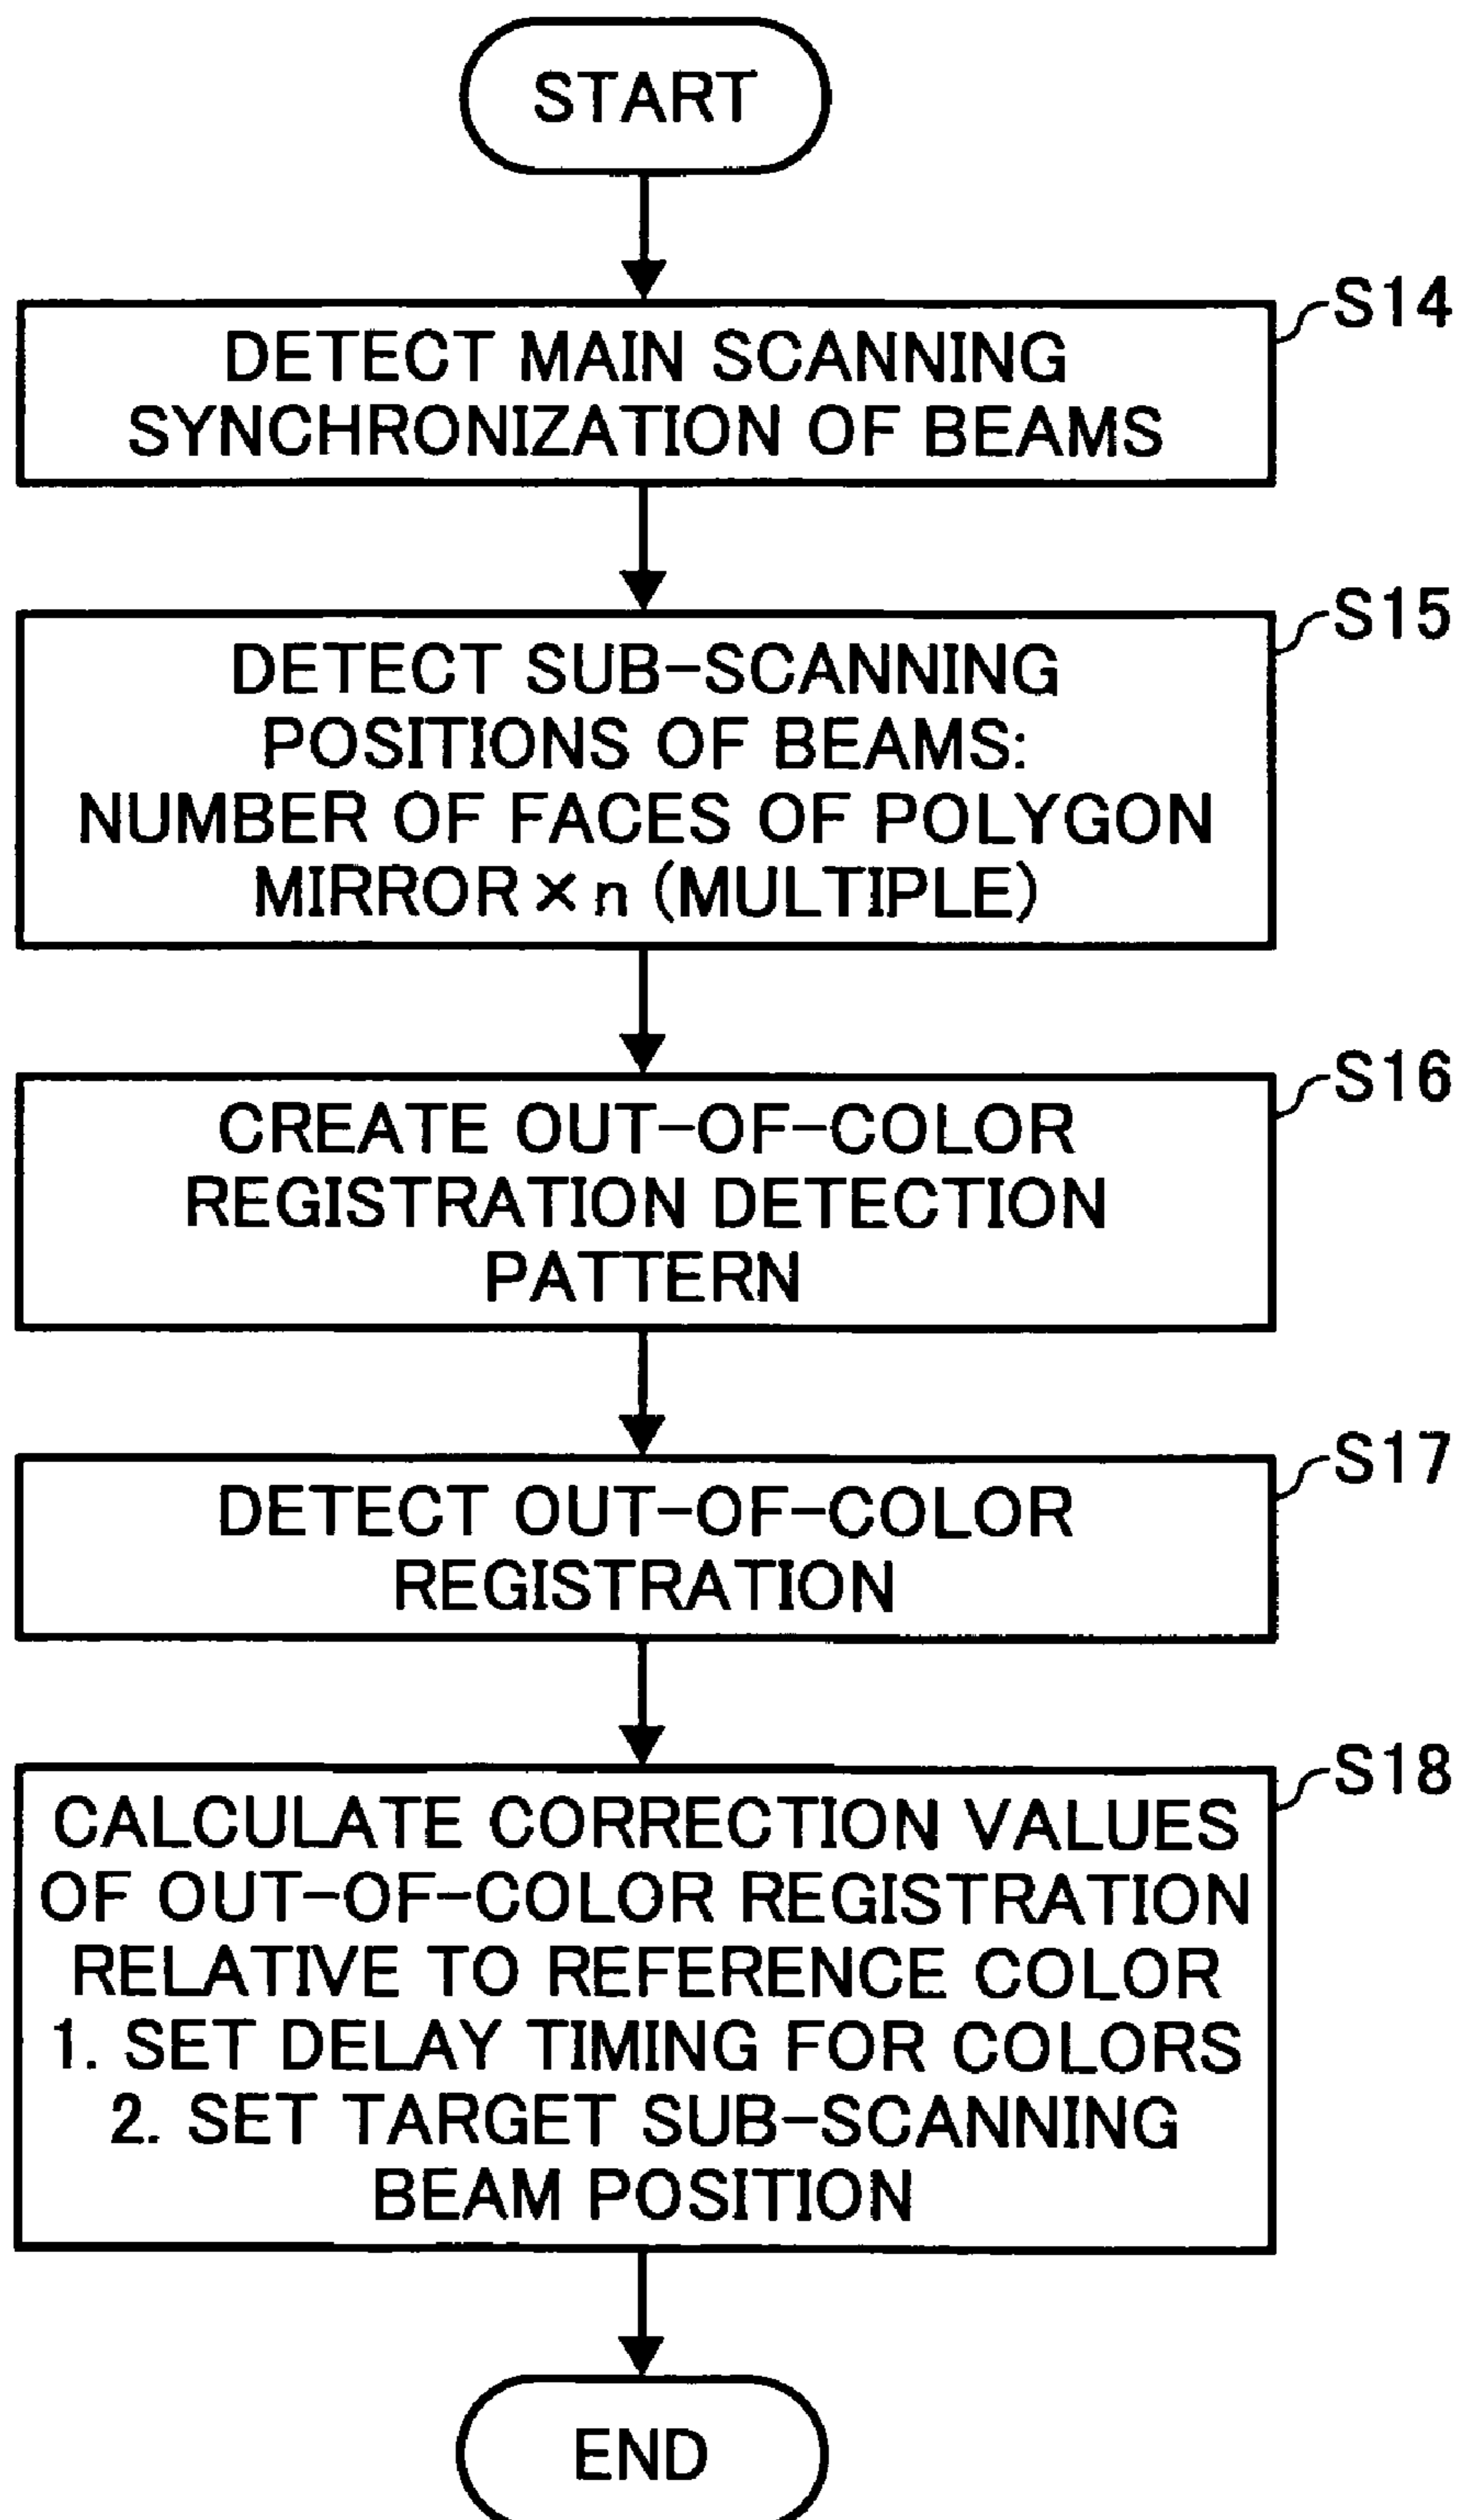 START
S14
DETECT MAIN SCANNING
SYNCHRONIZATION OF BEAMS
S15
DETECT SUB-SCANNING
POSITIONS OF BEAMS:
NUMBER OF FACES OF POLYGON
MIRROR × n (MULTIPLE)
S16
CREATE OUT-OF-COLOR
REGISTRATION DETECTION
PATTERN
S17
DETECT OUT-OF-COLOR
REGISTRATION
S18
CALCULATE CORRECTION VALUES
OF OUT-OF-COLOR REGISTRATION
RELATIVE TO REFERENCE COLOR
1. SET DELAY TIMING FOR COLORS
2. SET TARGET SUB-SCANNING
BEAM POSITION
END